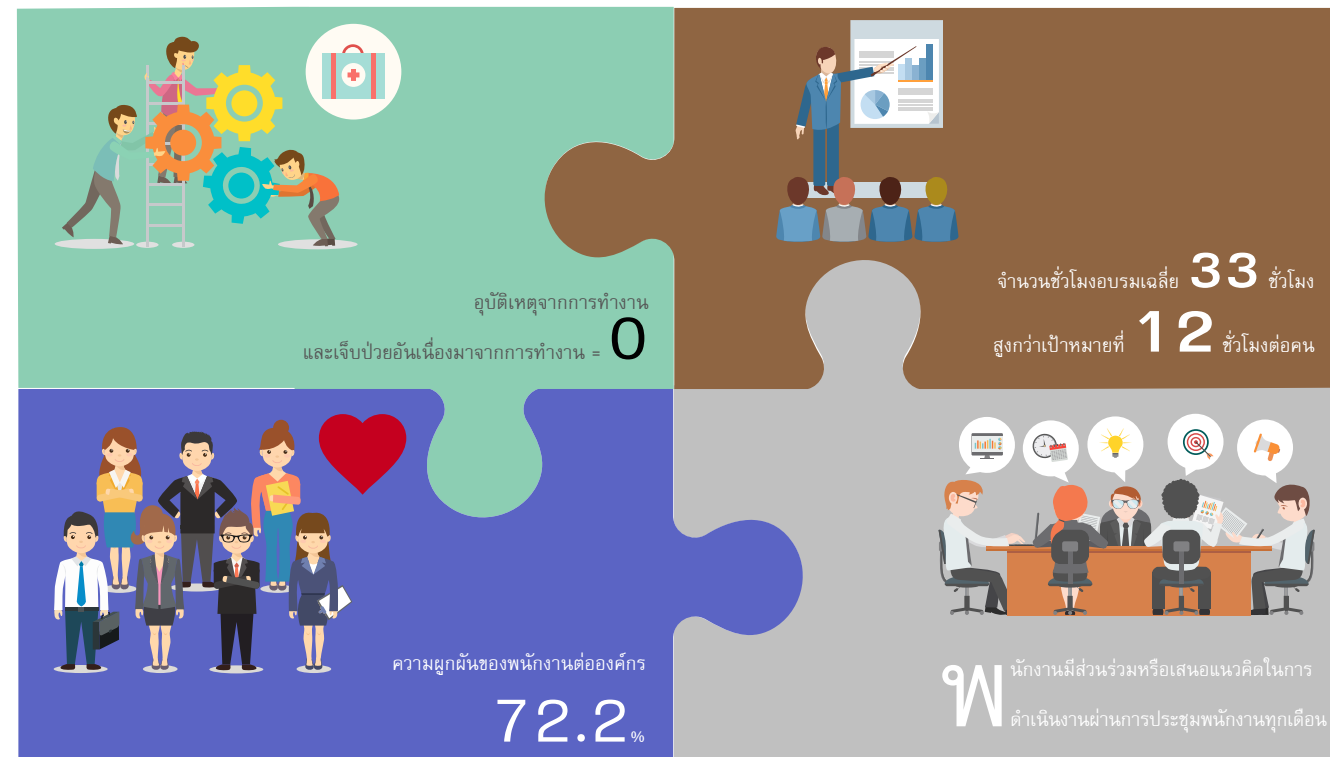 อุบัติเหตุจากการทำงาน
และเจ็บป่วยอันเนื่องมาจากการทำงาน = 0
จำนวนชั่วโมงอบรมเฉลี่ย 33 ชั่วโมง
สูงกว่าเป้าหมายที่ 12 ชั่วโมงต่อคน
ความผูกผันของพนักงานต่อองค์กร
72.2%
พนักงานมีส่วนร่วมหรือเสนอแนวคิดในการ
ดำเนินงานผ่านการประชุมพนักงานทุกเดือน